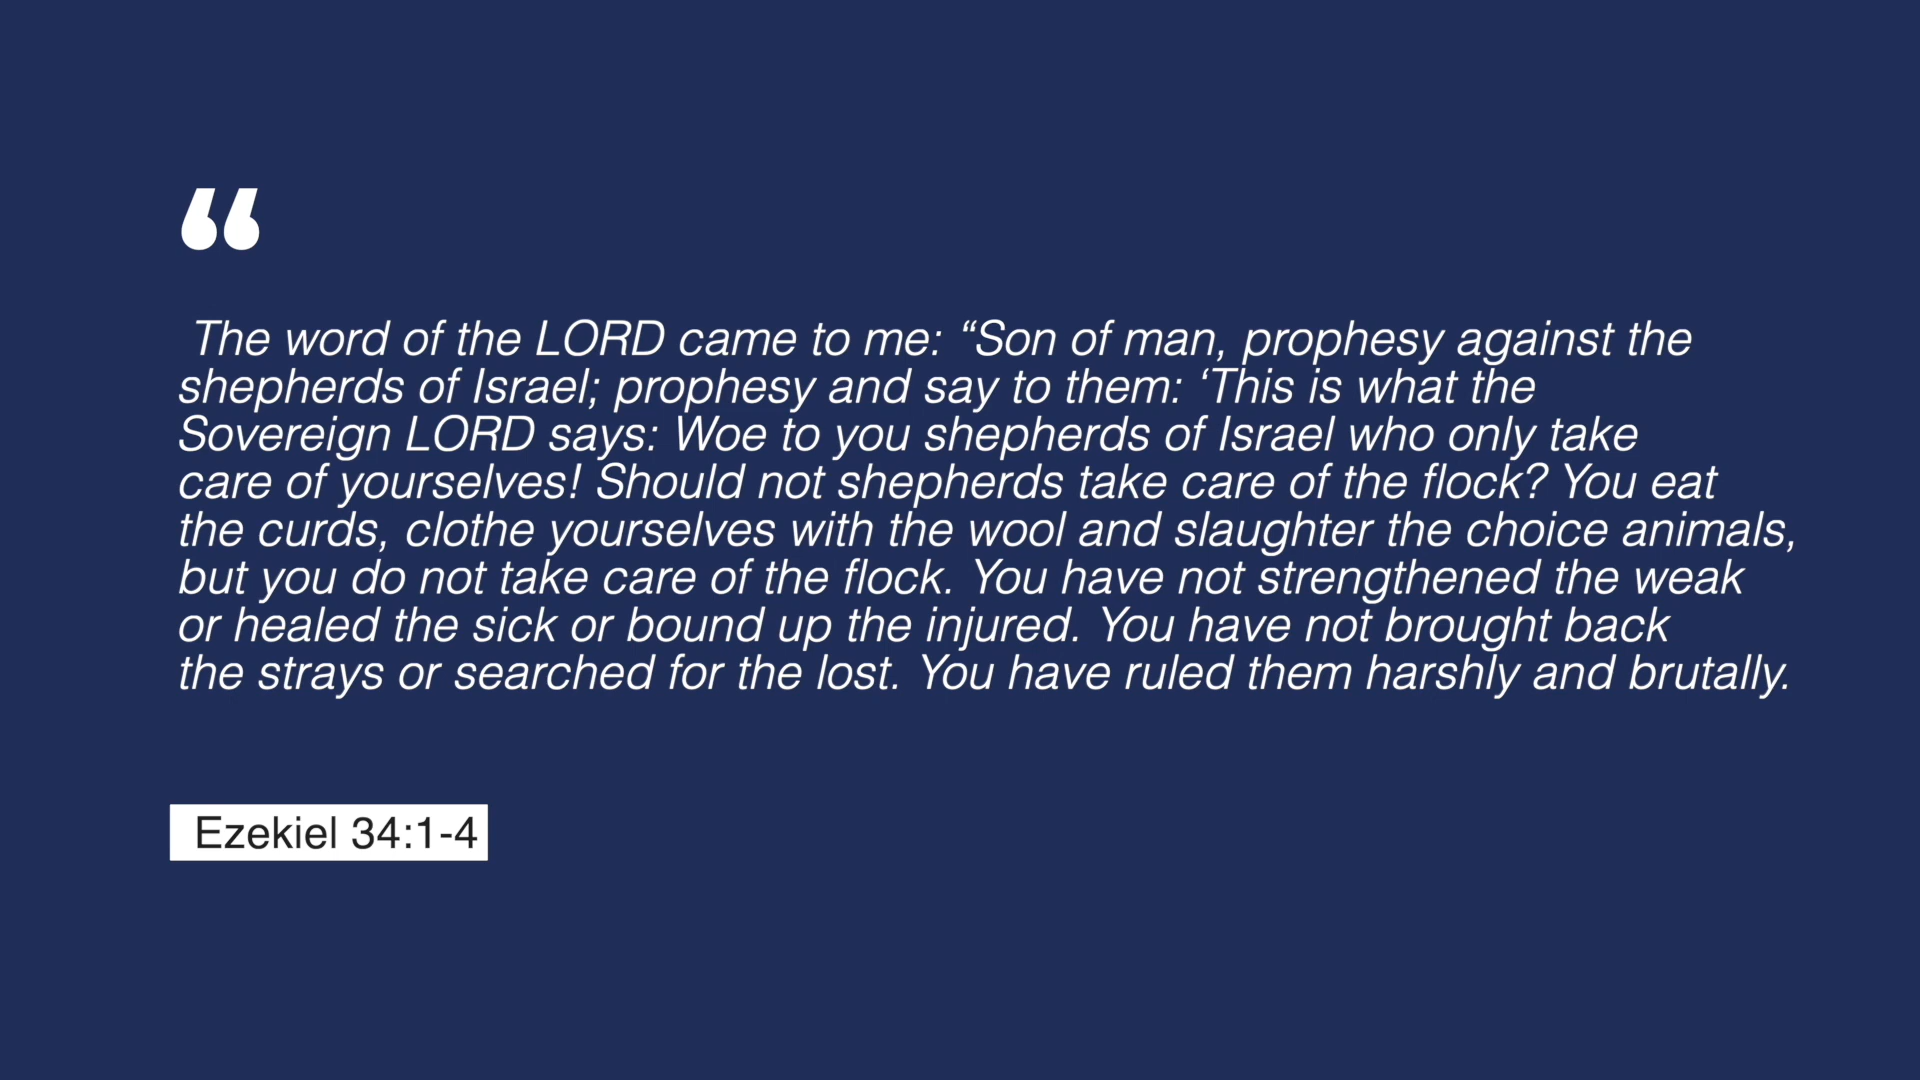 “
The word of the LORD came to me: “Son of man, prophesy against the
shepherds of Israel; prophesy and say to them: ‘This is what the
Sovereign LORD says: Woe to you shepherds of Israel who only take
care of yourselves! Should not shepherds take care of the flock? You eat
the curds, clothe yourselves with the wool and slaughter the choice animals,
but you do not take care of the flock. You have not strengthened the weak
or healed the sick or bound up the injured. You have not brought back
the strays or searched for the lost. You have ruled them harshly and brutally.
Ezekiel 34:1-4